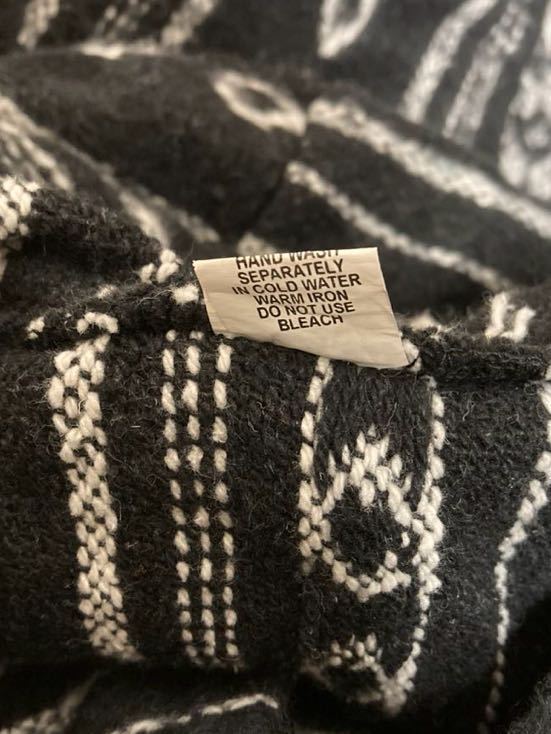 HAND WASH
SEPARATELY
IN COLD WATER
WARM IRON
DO NOT USE
BLEACH